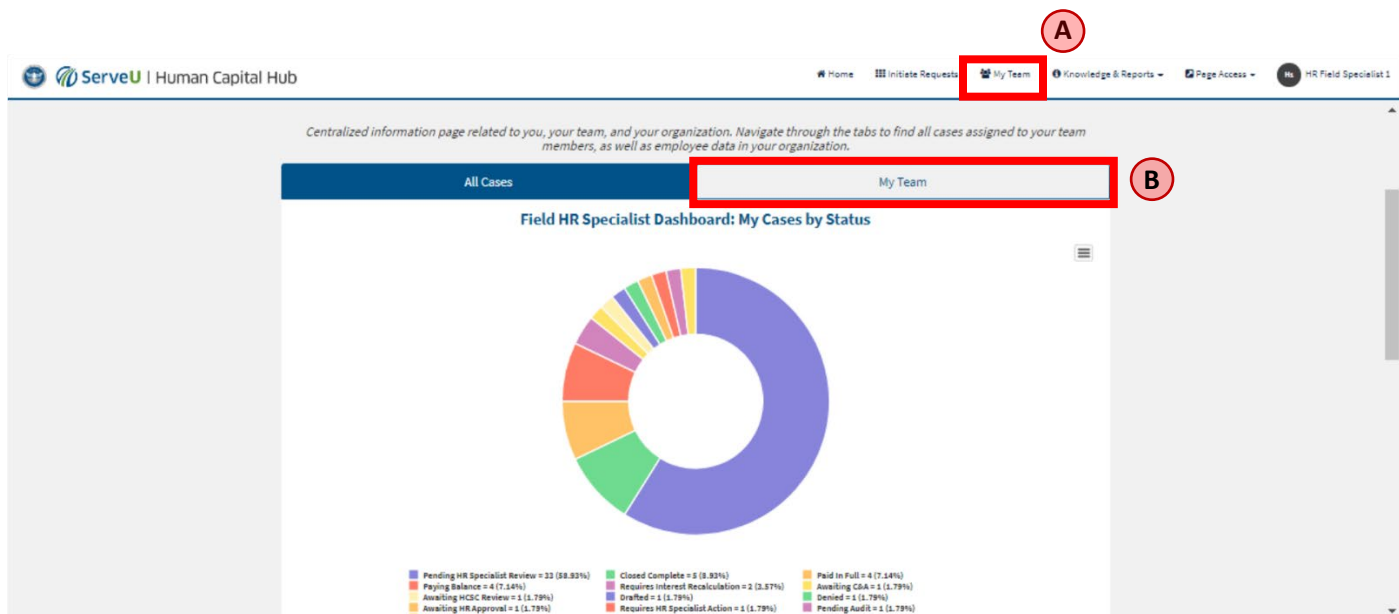 A
ServeU | Human Capital Hub
Home Initiate Requests My Team Knowledge & Reports Page Access Hs HR Field Specialist 1
Centralized information page related to you, your team, and your organization. Navigate through the tabs to find all cases assigned to your team
members, as well as employee data in your organization.
All Cases My Team B
Field HR Specialist Dashboard: My Cases by Status
Pending HR Specialist Review = 33 (58.93%) Closed Complete = 5 (8.93%) Paid In Full = 4 (7.14%)
Paying Balance = 4 (7.14%) Requires Interest Recalculation = 2 (3.57%) Awaiting C&A = 1 (1.79%)
Awaiting HCSC Review = 1 (1.79%) Drafted = 1 (1.79%) Denied = 1 (1.79%)
Awaiting HR Approval = 1 (1.79%) Requires HR Specialist Action = 1 (1.79%) Pending Audit = 1 (1.79%)